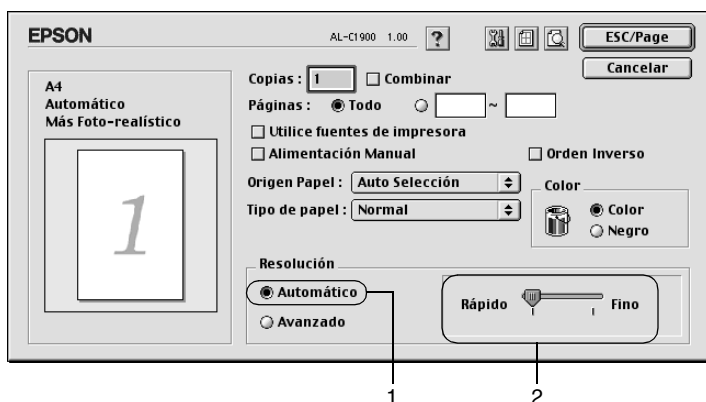 EPSON
AL-C1900 1.00
?
ESC/Page
Cancelar
A4
Automático
Más Foto-realístico
1
Copias : 1 Combinar
Páginas : Todo ~
Utilice fuentes de impresora
Alimentación Manual
Orden Inverso
Origen Papel : Auto Selección
Tipo de papel : Normal
Color
Color
Negro
Resolución
Automático
Avanzado
Rápido Fino
1 2